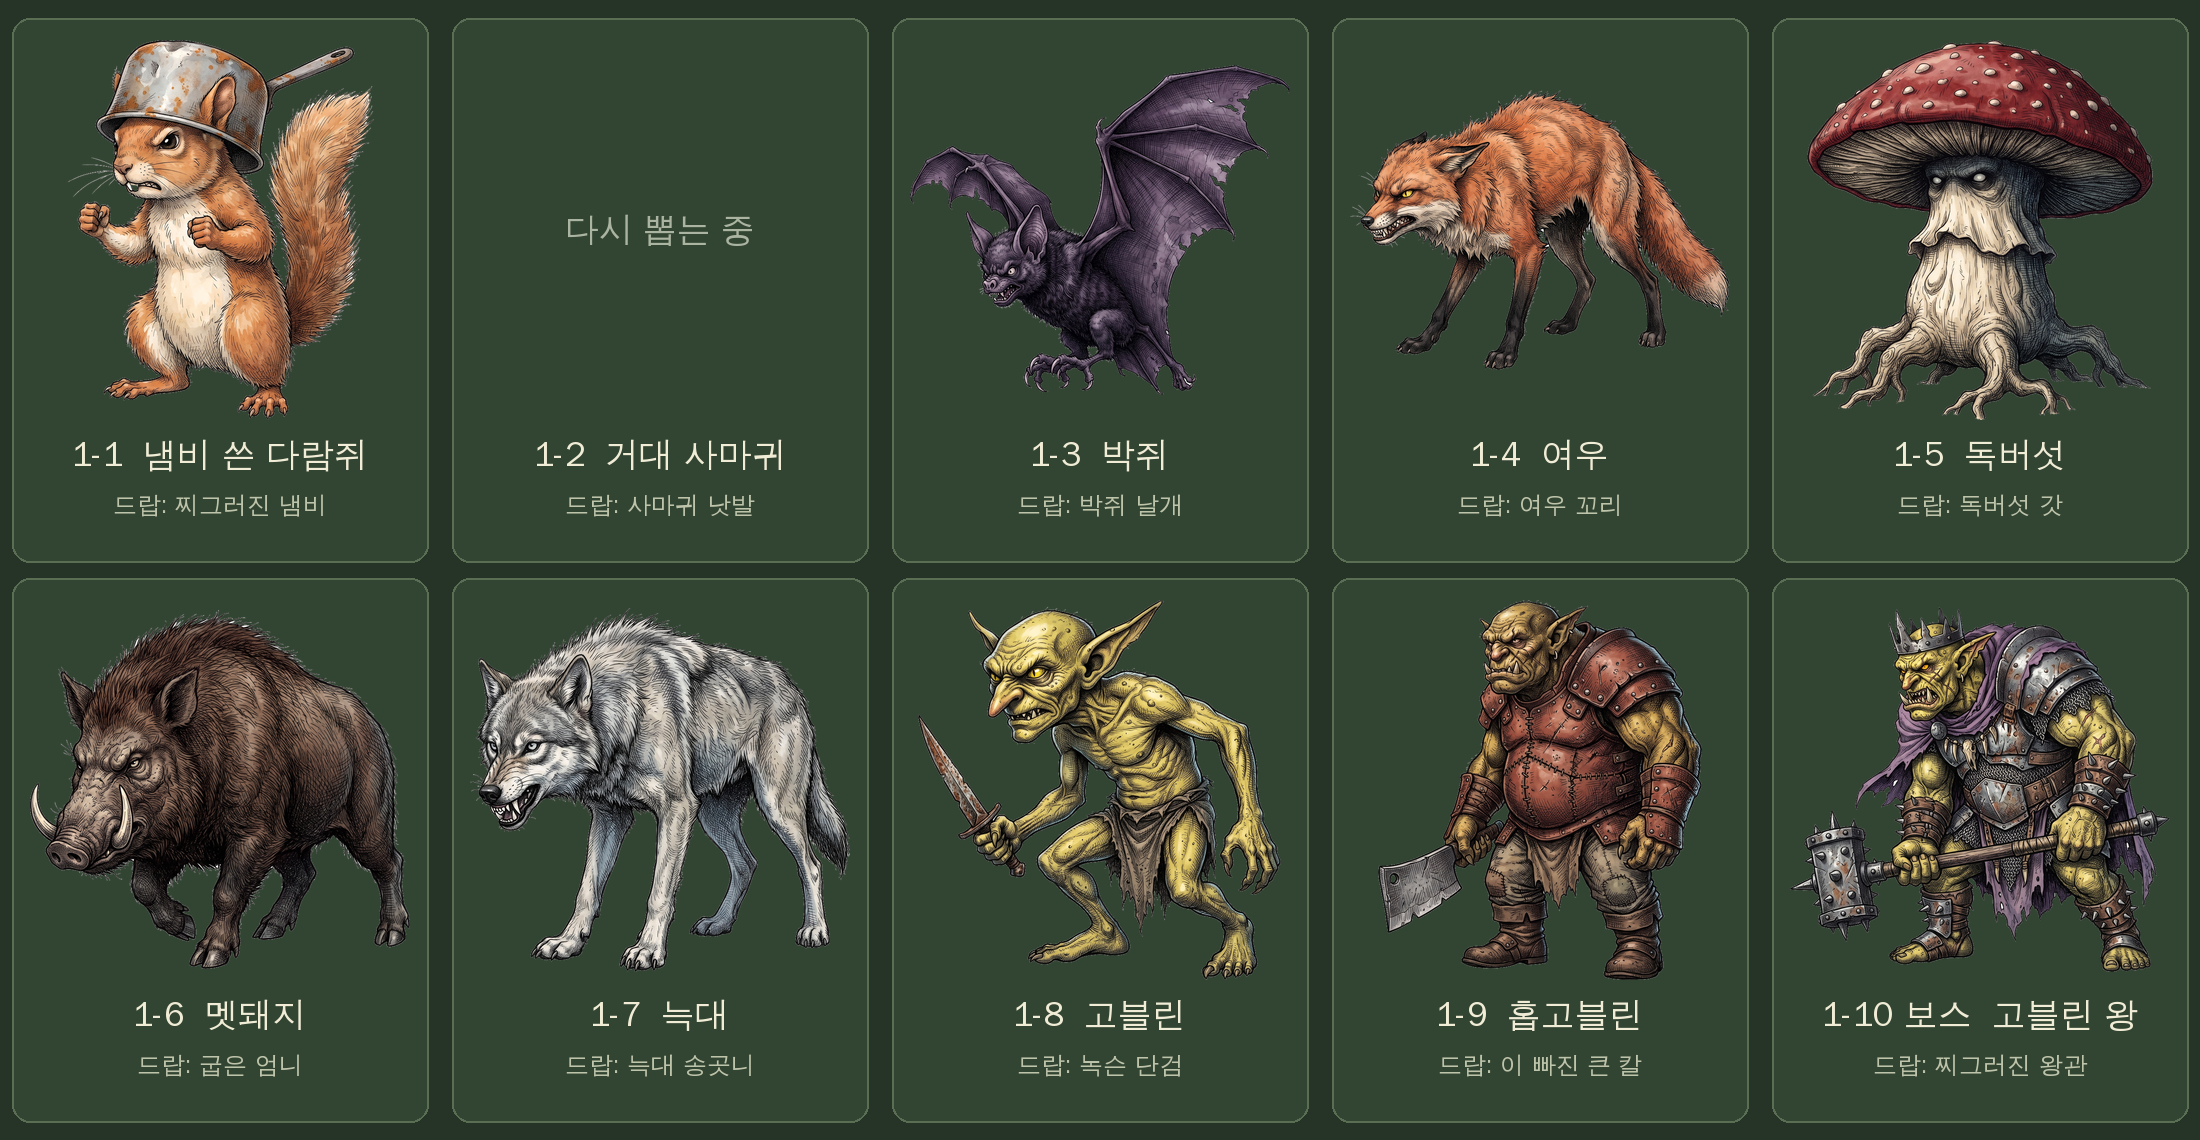 다시 뽑는 중
1-1 냄비 쓴 다람쥐
드랍: 찌그러진 냄비
1-2 거대 사마귀
드랍: 사마귀 낫발
1-3 박쥐
드랍: 박쥐 날개
1-4 여우
드랍: 여우 꼬리
1-5 독버섯
드랍: 독버섯 갓
1-6 멧돼지
드랍: 굽은 엄니
1-7 늑대
드랍: 늑대 송곳니
1-8 고블린
드랍: 녹슨 단검
1-9 홉고블린
드랍: 이 빠진 큰 칼
1-10 보스 고블린 왕
드랍: 찌그러진 왕관